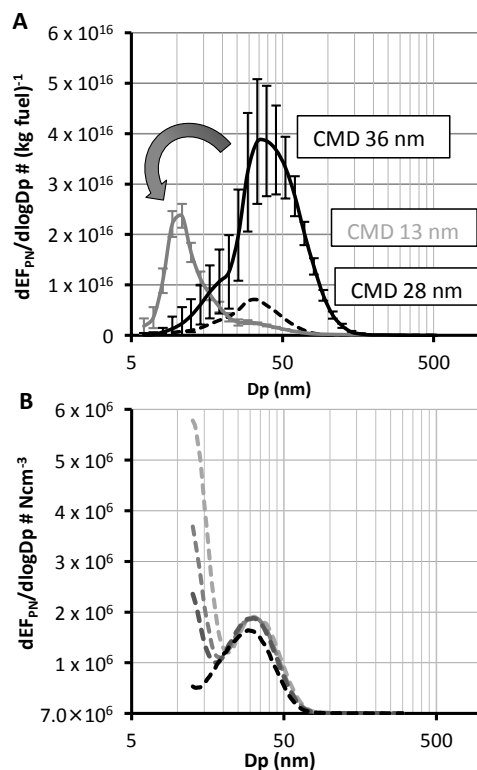 A
dEF_PN/dlogDp # (kg fuel)⁻¹
6 x 10¹⁶
5 x 10¹⁶
4 x 10¹⁶
3 x 10¹⁶
2 x 10¹⁶
1 x 10¹⁶
0
CMD 36 nm
CMD 13 nm
CMD 28 nm
5 50 500
Dp (nm)
B
dEF_PN/dlogDp # Ncm⁻³
6 x 10⁶
5 x 10⁶
4 x 10⁶
3 x 10⁶
2 x 10⁶
1 x 10⁶
7.0×10⁶
5 50 500
Dp (nm)